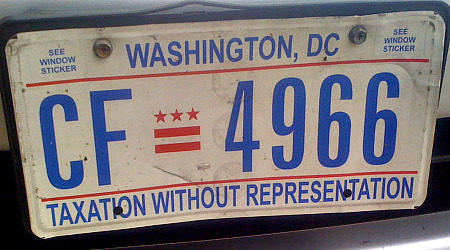 SEE
WINDOW
STICKER
WASHINGTON, DC
SEE
WINDOW
STICKER
CF 4966
TAXATION WITHOUT REPRESENTATION